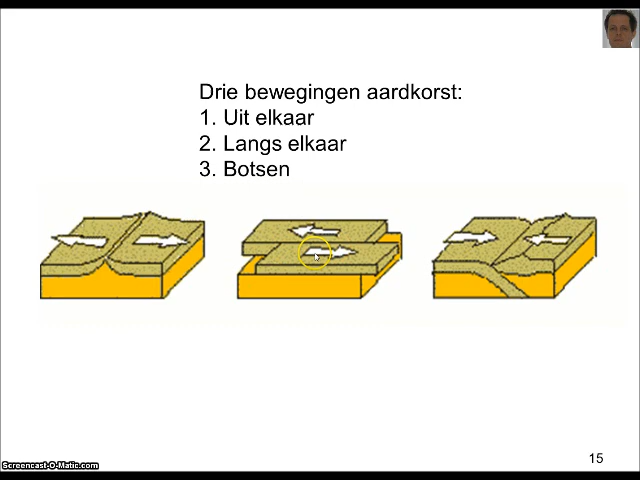 Drie bewegingen aardkorst:
1. Uit elkaar
2. Langs elkaar
3. Botsen
15
Screencast-O-Matic.com